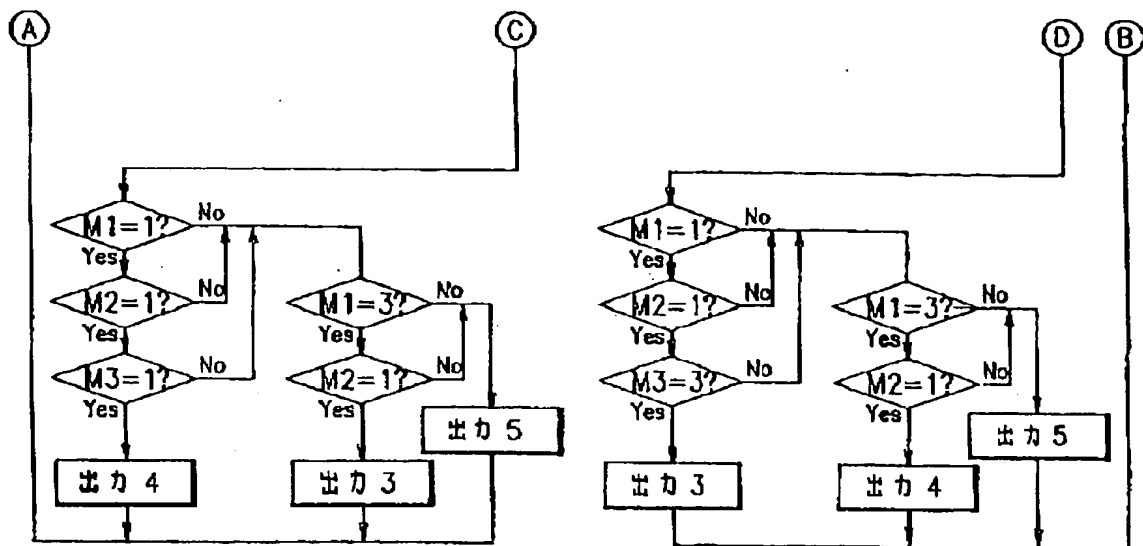 A
C
D
B
M1=1?
No
Yes
M2=1?
No
Yes
M3=1?
No
Yes
出力4
M1=3?
No
Yes
M2=1?
No
Yes
出力3
出力5
M1=1?
No
Yes
M2=1?
No
Yes
M3=3?
No
Yes
出力3
M1=3?
No
Yes
M2=1?
No
Yes
出力4
出力5